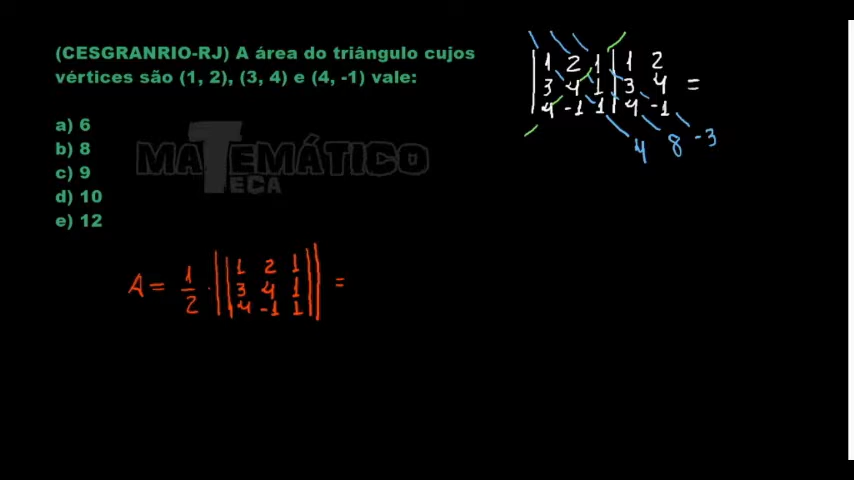 (CESGRANRIO-RJ) A área do triângulo cujos
vértices são (1, 2), (3, 4) e (4, -1) vale:
a) 6
b) 8
c) 9
d) 10
e) 12
MATEMÁTICO
TECA
|1 2 1| 1 2
|3 4 1| 3 4 =
|4 -1 1| 4 -1
4 8 -3
A = 1/2 · ||1 2 1||
||3 4 1|| =
||4 -1 1||